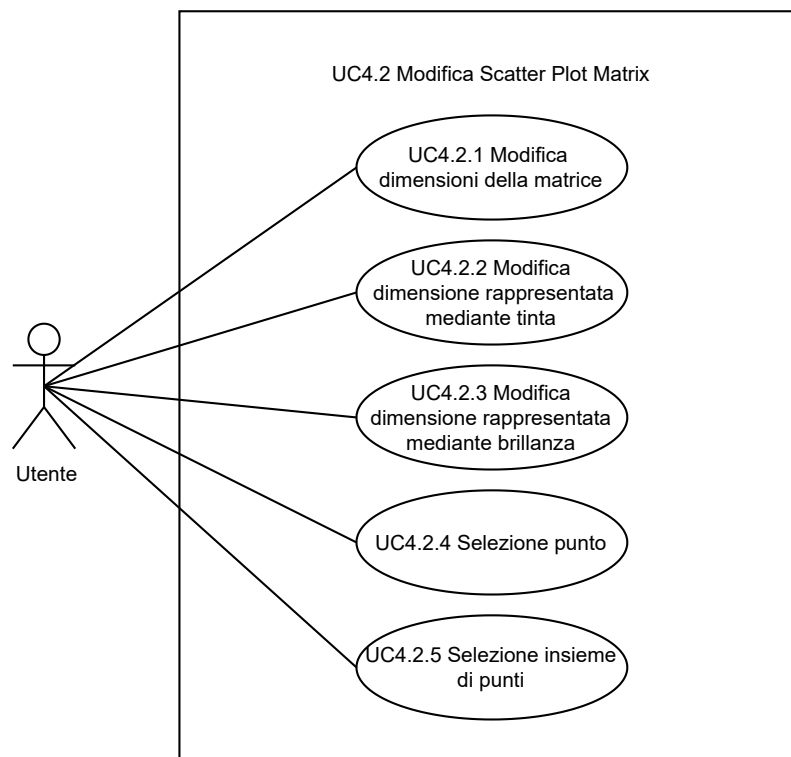 UC4.2 Modifica Scatter Plot Matrix
UC4.2.1 Modifica
dimensioni della matrice
UC4.2.2 Modifica
dimensione rappresentata
mediante tinta
UC4.2.3 Modifica
dimensione rappresentata
mediante brillanza
Utente
UC4.2.4 Selezione punto
UC4.2.5 Selezione insieme
di punti